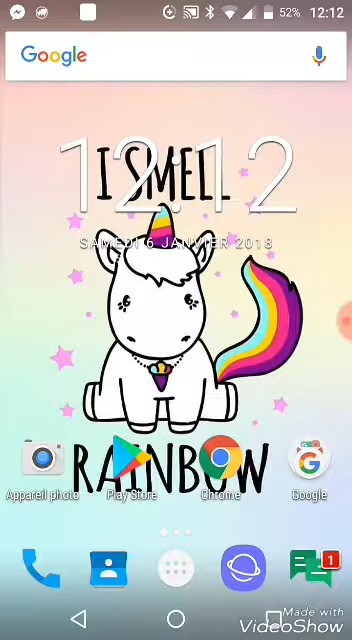 52% 12:12
Google
I SMELL
12:12
SAMEDI 6 JANVIER 2018
RAINBOW
Appareil photo Play Store Chrome Google
1
Made with
VideoShow